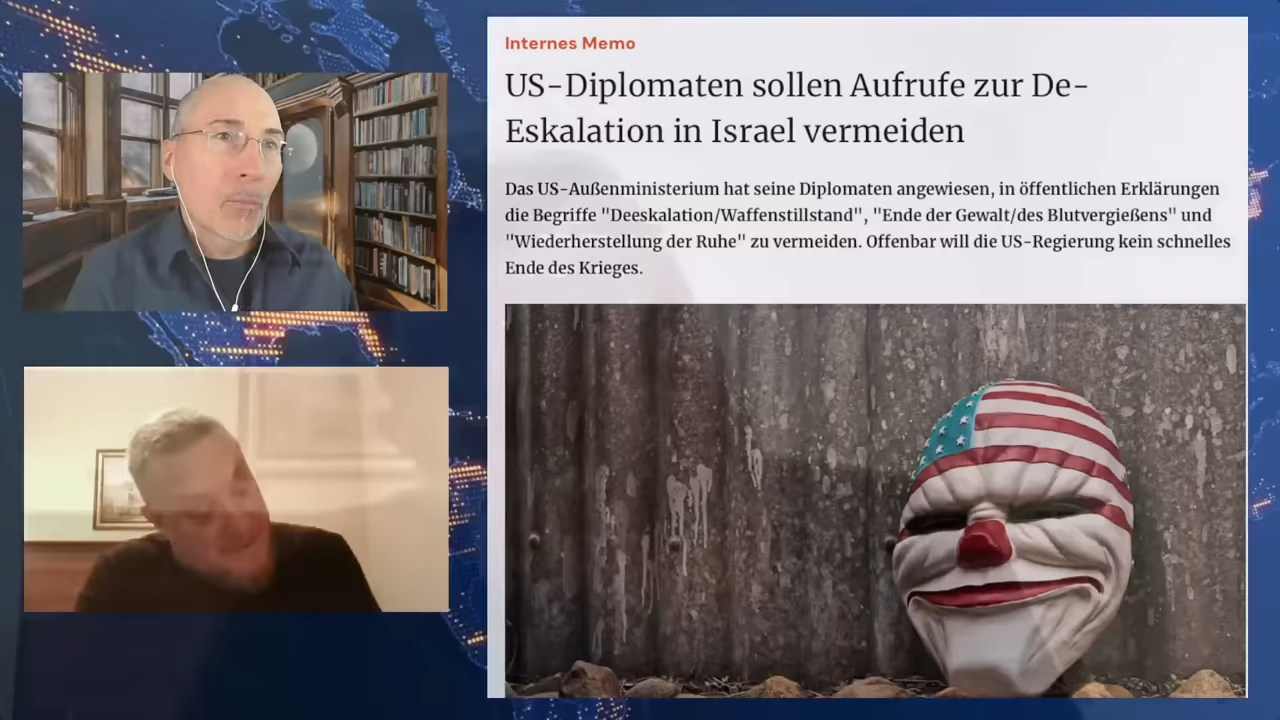 Internes Memo
US-Diplomaten sollen Aufrufe zur De-
Eskalation in Israel vermeiden
Das US-Außenministerium hat seine Diplomaten angewiesen, in öffentlichen Erklärungen
die Begriffe "Deeskalation/Waffenstillstand", "Ende der Gewalt/des Blutvergießens" und
"Wiederherstellung der Ruhe" zu vermeiden. Offenbar will die US-Regierung kein schnelles
Ende des Krieges.